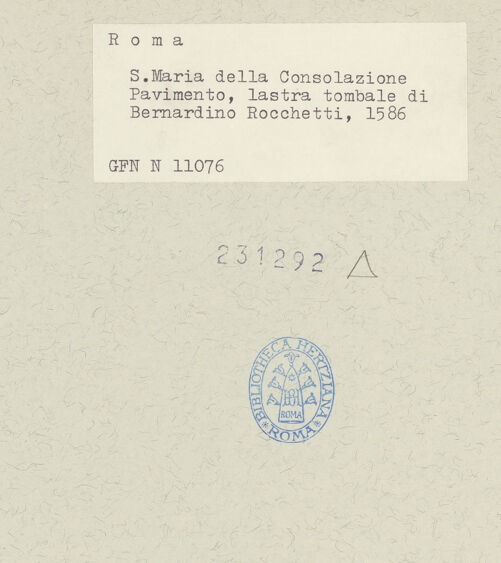 R o m a
S.Maria della Consolazione
Pavimento, lastra tombale di
Bernardino Rocchetti, 1586
GFN N 11076
231292
BIBLIOTHECA HERTZIANA
ROMA
* ROMA *